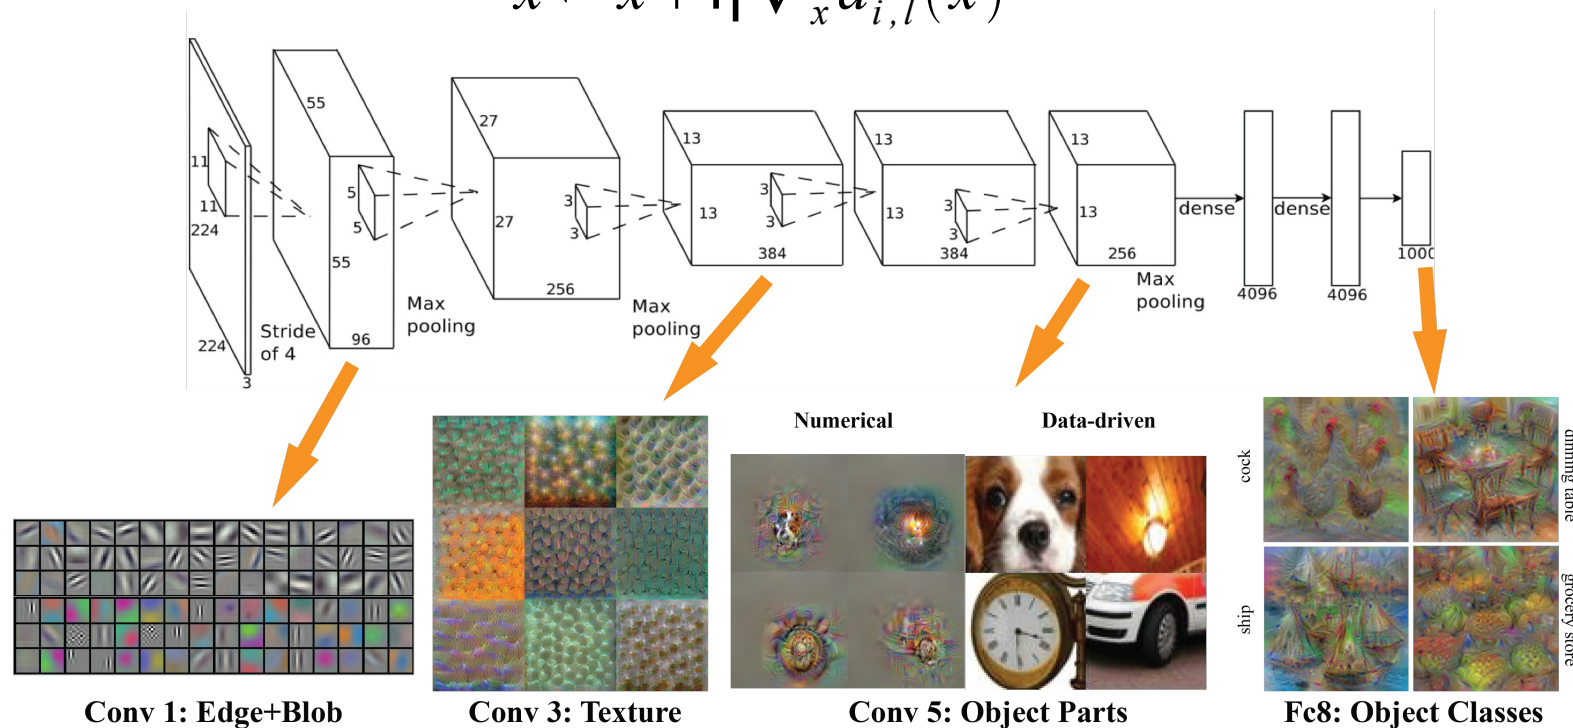 x ← x + η ∇x ai,l(x)
55
27
13
13
13
11
5
3
3
3
11
5
3
3
3
224
27
13
13
13
dense
dense
55
384
384
256
1000
256
4096
4096
Max
pooling
Max
pooling
Max
pooling
Stride
of 4
224
96
3
Numerical
Data-driven
cock
dinning table
ship
grocery store
Conv 1: Edge+Blob
Conv 3: Texture
Conv 5: Object Parts
Fc8: Object Classes